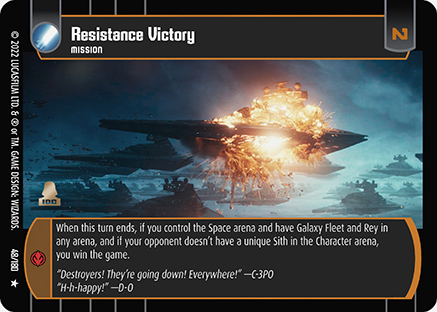 Resistance Victory
MISSION
2
When this turn ends, if you control the Space arena and have Galaxy Fleet and Rey in
any arena, and if your opponent doesn't have a unique Sith in the Character arena,
you win the game.
"Destroyers! They're going down! Everywhere!" —C-3PO
"H-h-happy!" —D-O
©2022 LUCASFILM LTD. & ® or ™ GAME DESIGN: WIZARDS.
48/180 ★